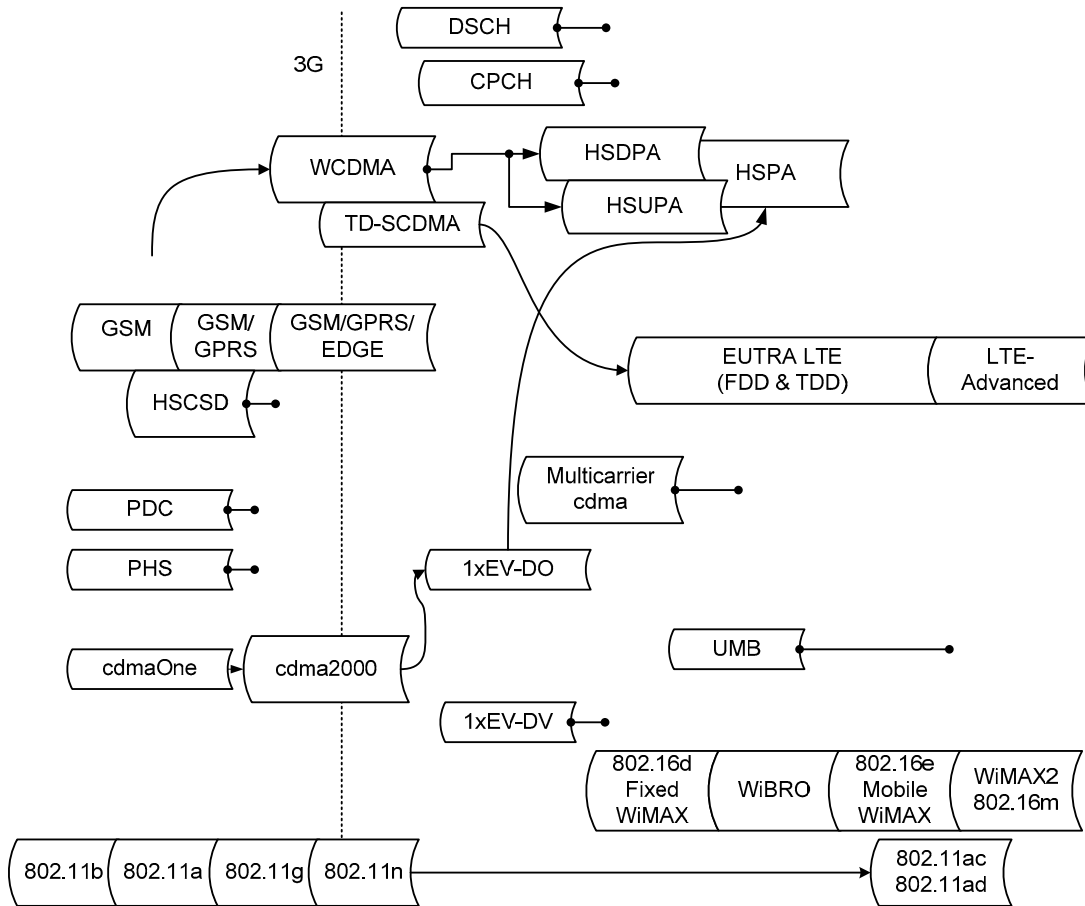 DSCH
3G
CPCH
WCDMA
HSDPA
HSPA
HSUPA
TD-SCDMA
GSM
GSM/
GPRS
GSM/GPRS/
EDGE
EUTRA LTE
(FDD & TDD)
LTE-
Advanced
HSCSD
Multicarrier
cdma
PDC
PHS
1xEV-DO
cdmaOne
cdma2000
UMB
1xEV-DV
802.16d
Fixed
WiMAX
WiBRO
802.16e
Mobile
WiMAX
WiMAX2
802.16m
802.11b
802.11a
802.11g
802.11n
802.11ac
802.11ad